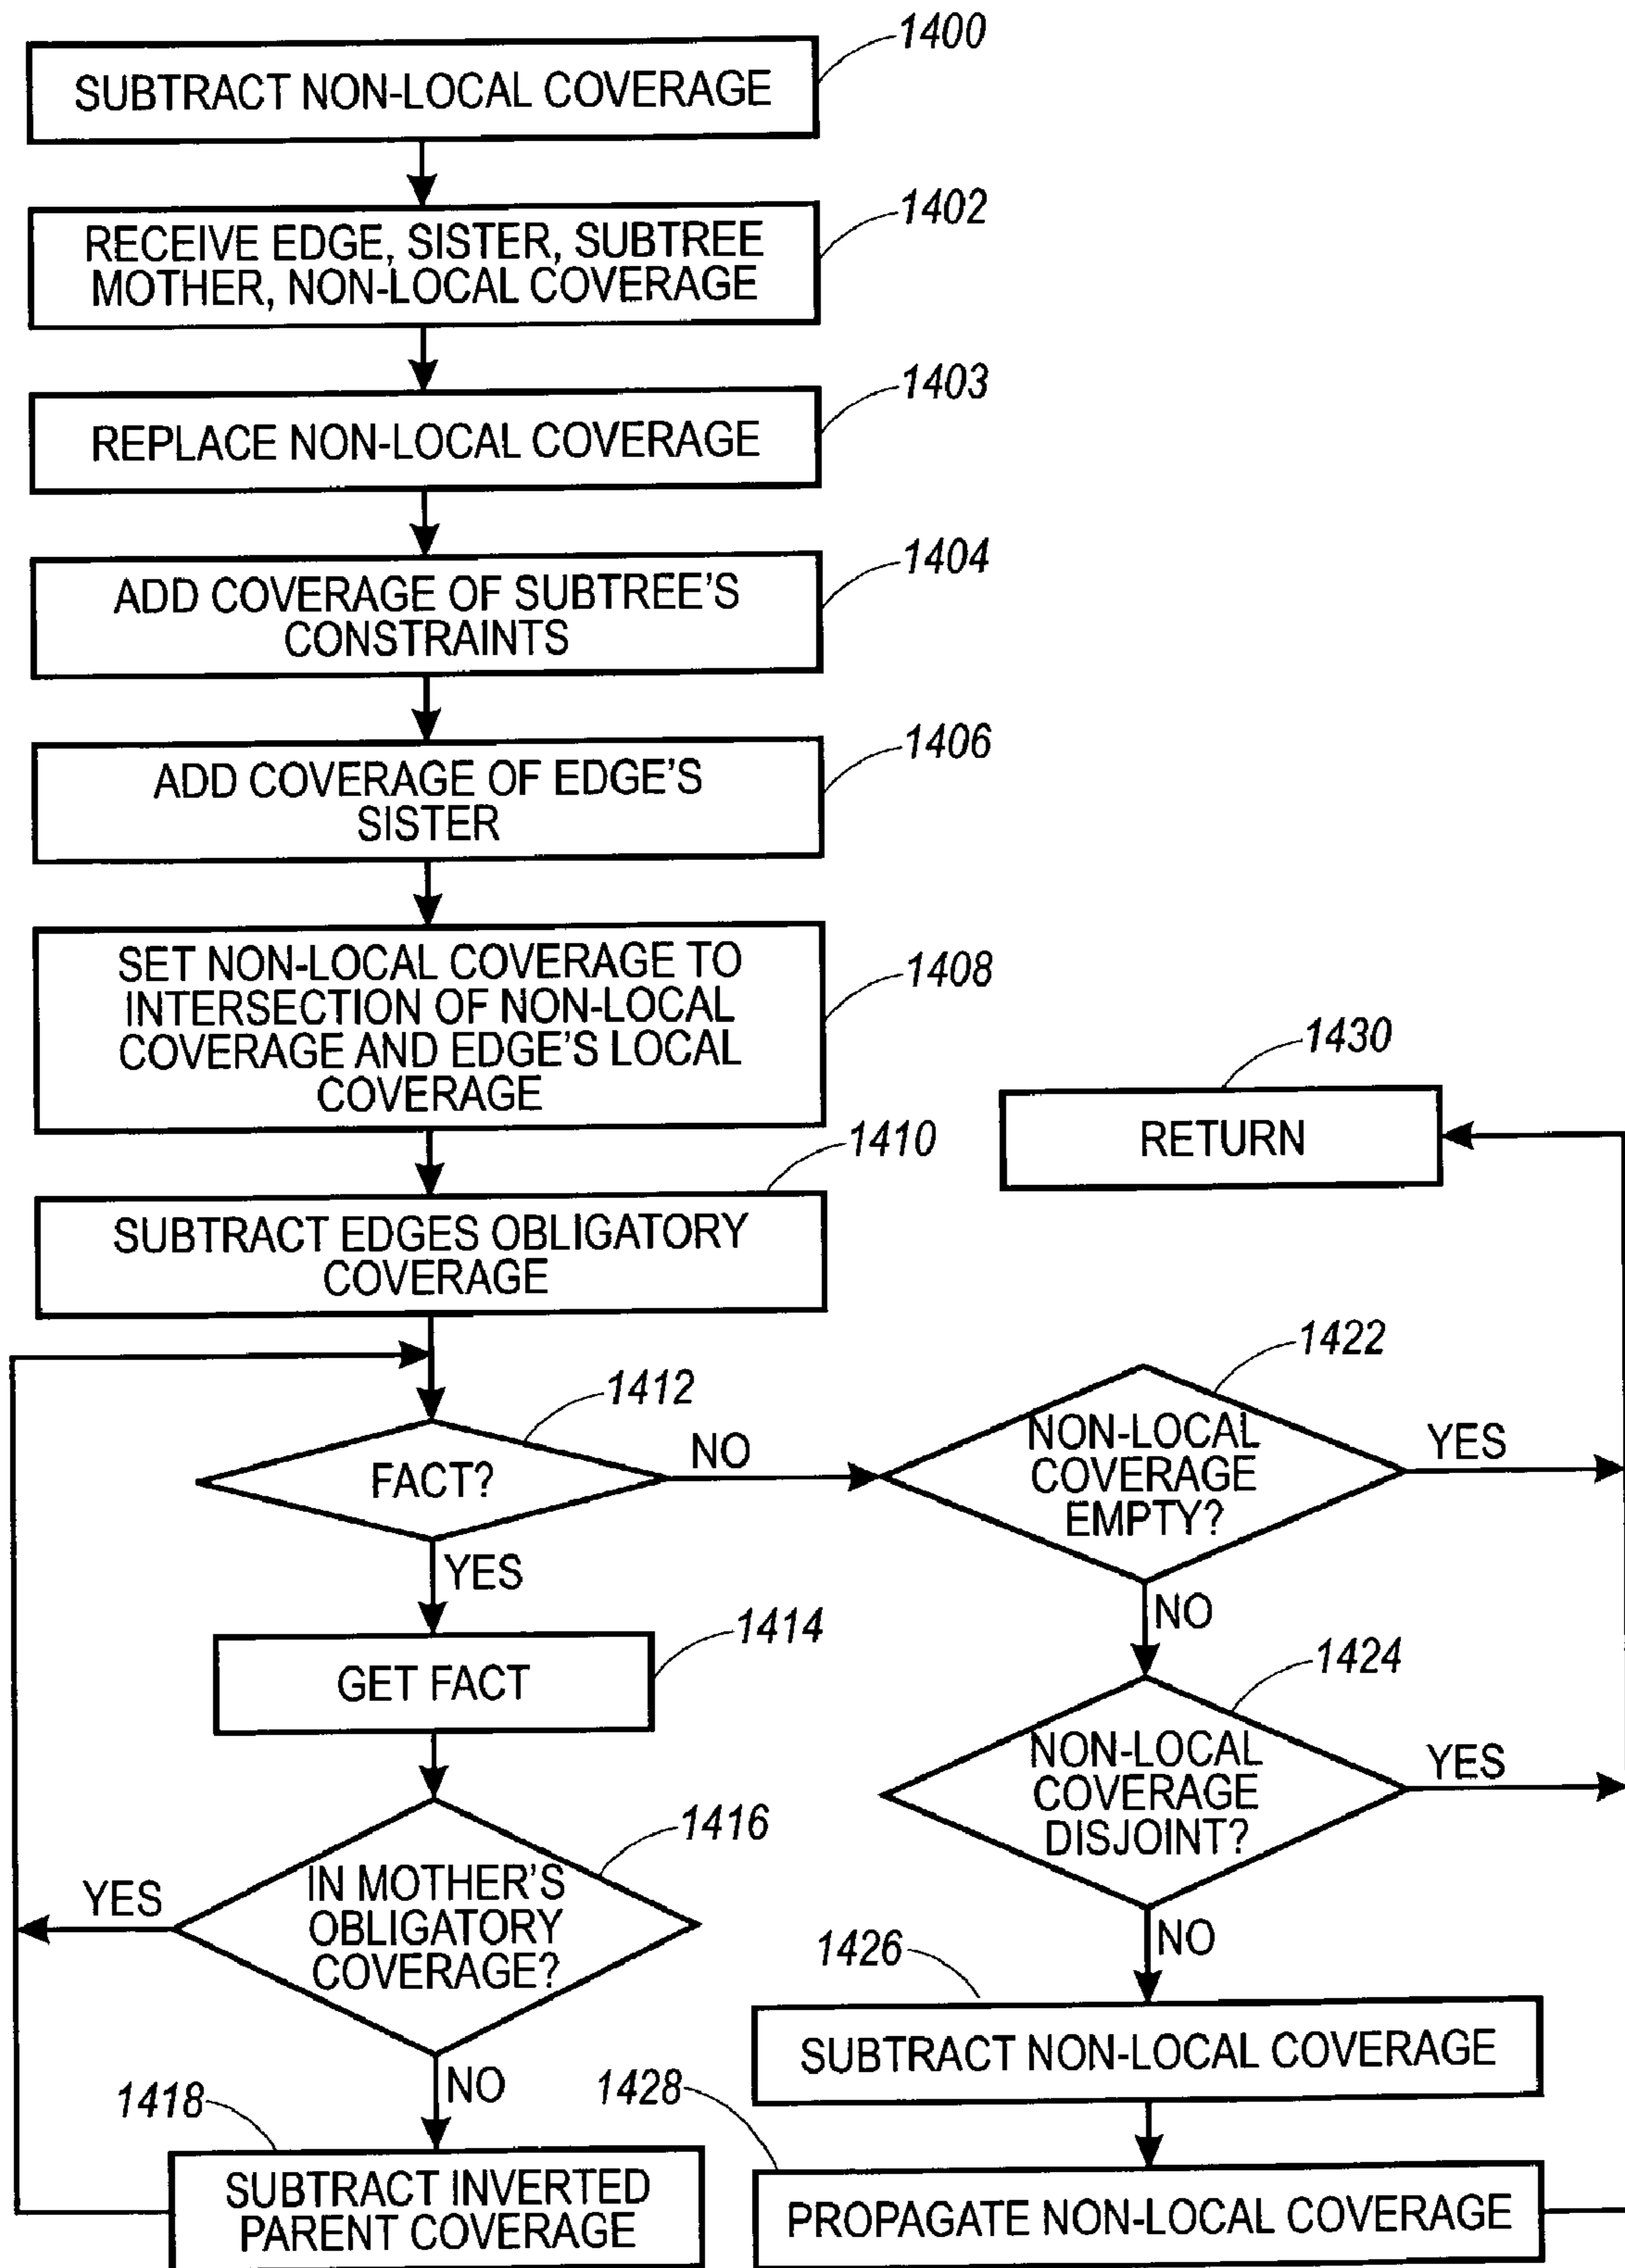 1400
SUBTRACT NON-LOCAL COVERAGE
1402
RECEIVE EDGE, SISTER, SUBTREE
MOTHER, NON-LOCAL COVERAGE
1403
REPLACE NON-LOCAL COVERAGE
1404
ADD COVERAGE OF SUBTREE'S
CONSTRAINTS
1406
ADD COVERAGE OF EDGE'S
SISTER
1408
SET NON-LOCAL COVERAGE TO
INTERSECTION OF NON-LOCAL
COVERAGE AND EDGE'S LOCAL
COVERAGE
1430
RETURN
1410
SUBTRACT EDGES OBLIGATORY
COVERAGE
1412
FACT?
NO
YES
1422
NON-LOCAL
COVERAGE
EMPTY?
YES
NO
1414
GET FACT
1424
NON-LOCAL
COVERAGE
DISJOINT?
YES
NO
1416
IN MOTHER'S
OBLIGATORY
COVERAGE?
YES
NO
1426
SUBTRACT NON-LOCAL COVERAGE
1418
SUBTRACT INVERTED
PARENT COVERAGE
1428
PROPAGATE NON-LOCAL COVERAGE